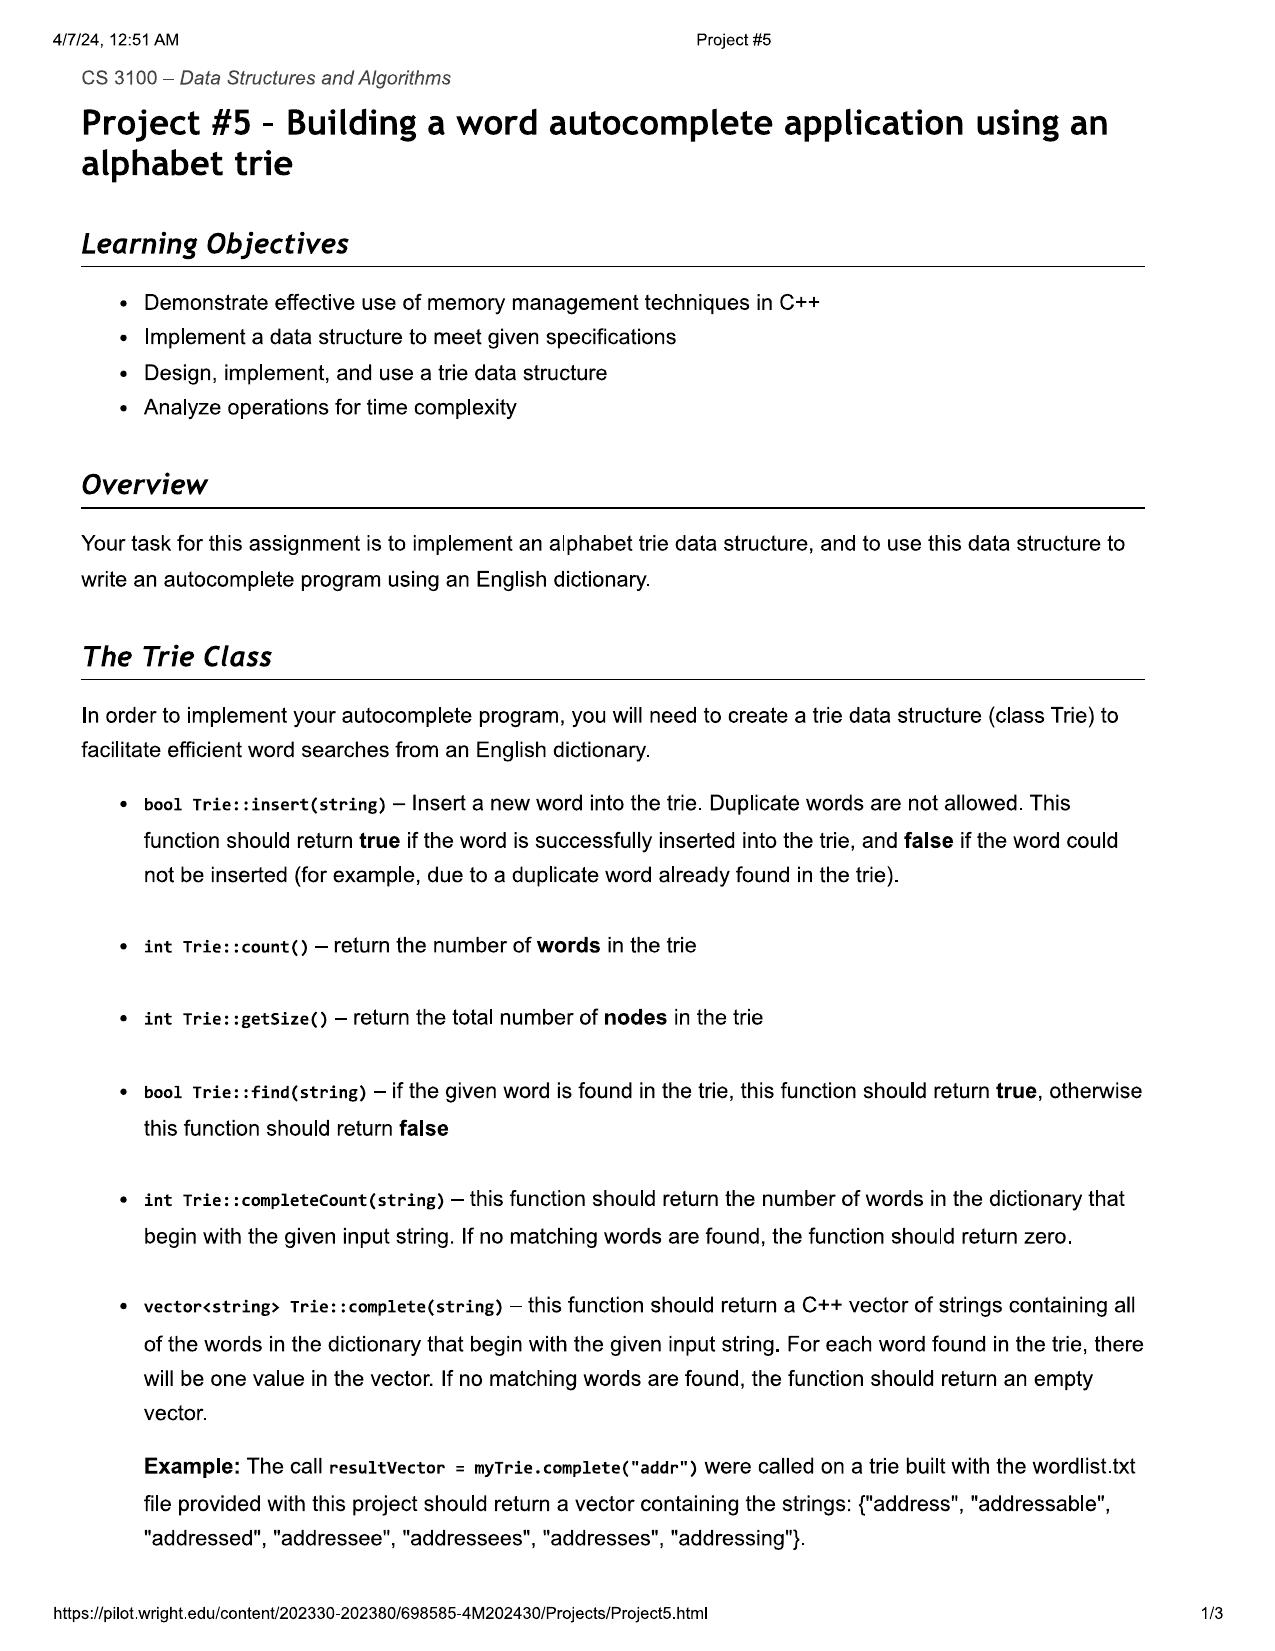 4/7/24, 12:51 AM Project #5
CS 3100 – Data Structures and Algorithms
Project #5 – Building a word autocomplete application using an
alphabet trie
Learning Objectives
• Demonstrate effective use of memory management techniques in C++
• Implement a data structure to meet given specifications
• Design, implement, and use a trie data structure
• Analyze operations for time complexity
Overview
Your task for this assignment is to implement an alphabet trie data structure, and to use this data structure to
write an autocomplete program using an English dictionary.
The Trie Class
In order to implement your autocomplete program, you will need to create a trie data structure (class Trie) to
facilitate efficient word searches from an English dictionary.
• bool Trie::insert(string) – Insert a new word into the trie. Duplicate words are not allowed. This
function should return true if the word is successfully inserted into the trie, and false if the word could
not be inserted (for example, due to a duplicate word already found in the trie).
• int Trie::count() – return the number of words in the trie
• int Trie::getSize() – return the total number of nodes in the trie
• bool Trie::find(string) – if the given word is found in the trie, this function should return true, otherwise
this function should return false
• int Trie::completeCount(string) – this function should return the number of words in the dictionary that
begin with the given input string. If no matching words are found, the function should return zero.
• vector<string> Trie::complete(string) – this function should return a C++ vector of strings containing all
of the words in the dictionary that begin with the given input string. For each word found in the trie, there
will be one value in the vector. If no matching words are found, the function should return an empty
vector.
Example: The call resultVector = myTrie.complete("addr") were called on a trie built with the wordlist.txt
file provided with this project should return a vector containing the strings: {"address", "addressable",
"addressed", "addressee", "addressees", "addresses", "addressing"}.
https://pilot.wright.edu/content/202330-202380/698585-4M202430/Projects/Project5.html 1/3